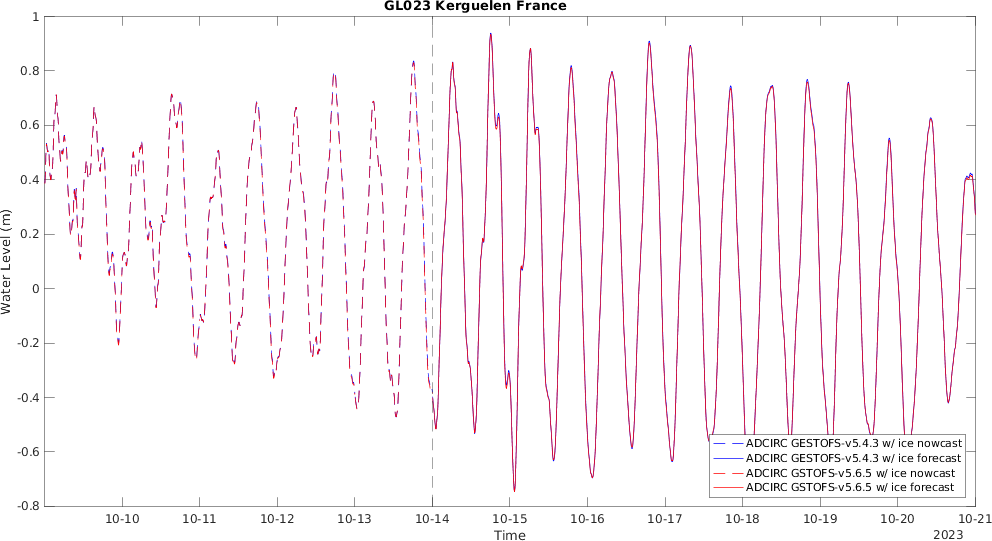 GL023 Kerguelen France
1
0.8
0.6
0.4
0.2
0
-0.2
-0.4
-0.6
-0.8
Water Level (m)
10-10 10-11 10-12 10-13 10-14 10-15 10-16 10-17 10-18 10-19 10-20 10-21
Time
2023
ADCIRC GESTOFS-v5.4.3 w/ ice nowcast
ADCIRC GESTOFS-v5.4.3 w/ ice forecast
ADCIRC GSTOFS-v5.6.5 w/ ice nowcast
ADCIRC GSTOFS-v5.6.5 w/ ice forecast